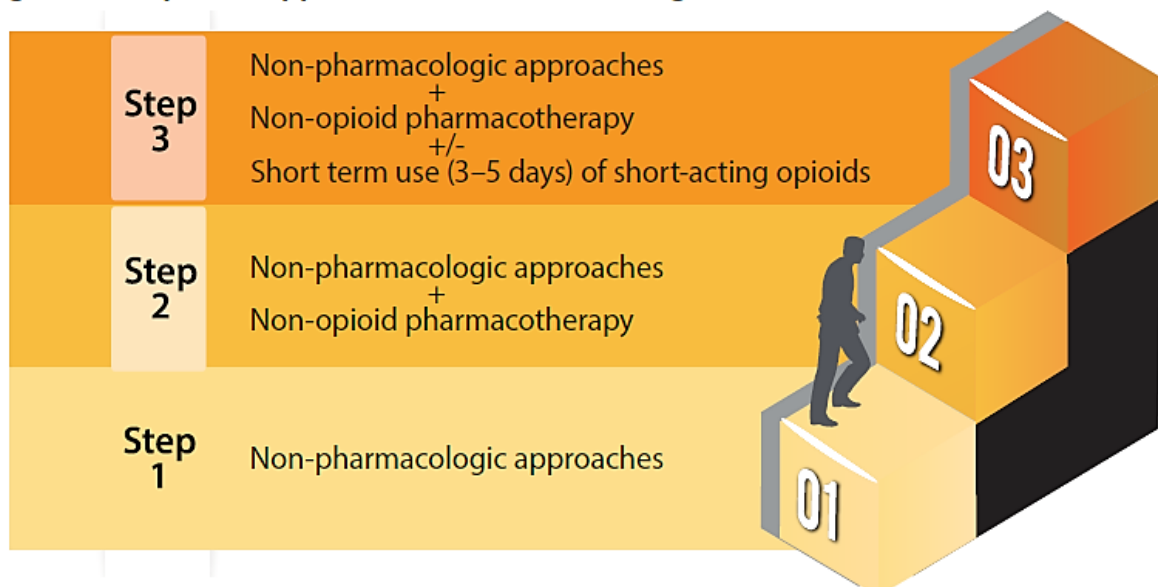 Step
3
Non-pharmacologic approaches
+
Non-opioid pharmacotherapy
+/-
Short term use (3–5 days) of short-acting opioids
03
Step
2
Non-pharmacologic approaches
+
Non-opioid pharmacotherapy
02
Step
1
Non-pharmacologic approaches
01